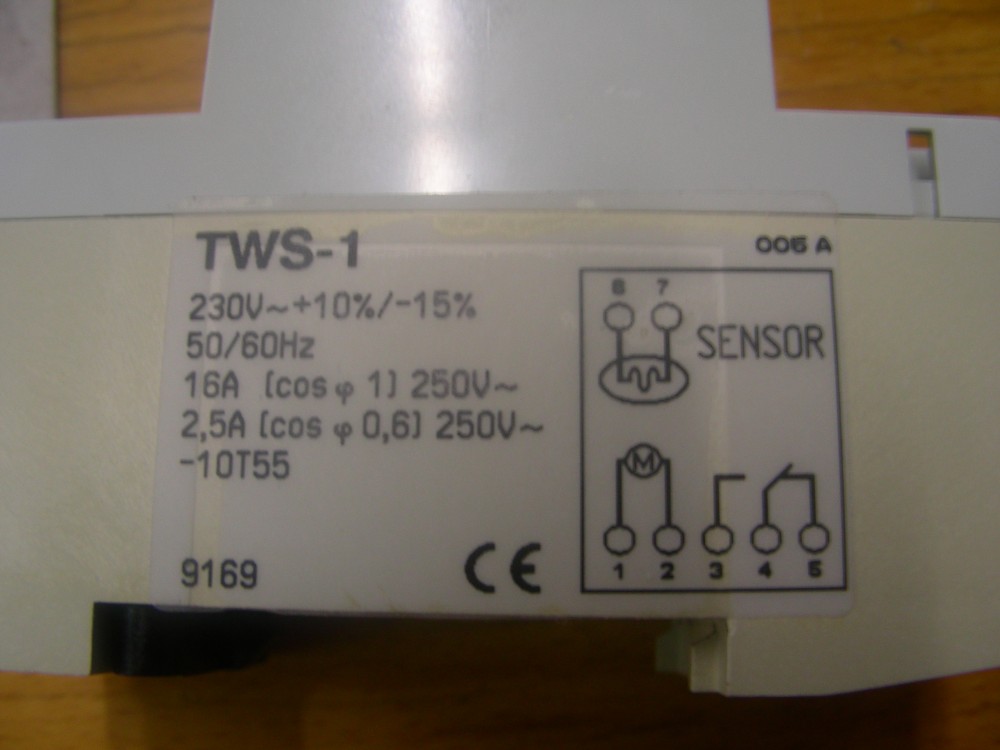 TWS-1
230V~+10%/-15%
50/60Hz
16A [cos φ 1] 250V~
2,5A [cos φ 0,6] 250V~
-10T55
9169
CE
005 A
6 7
SENSOR
M
1 2 3 4 5